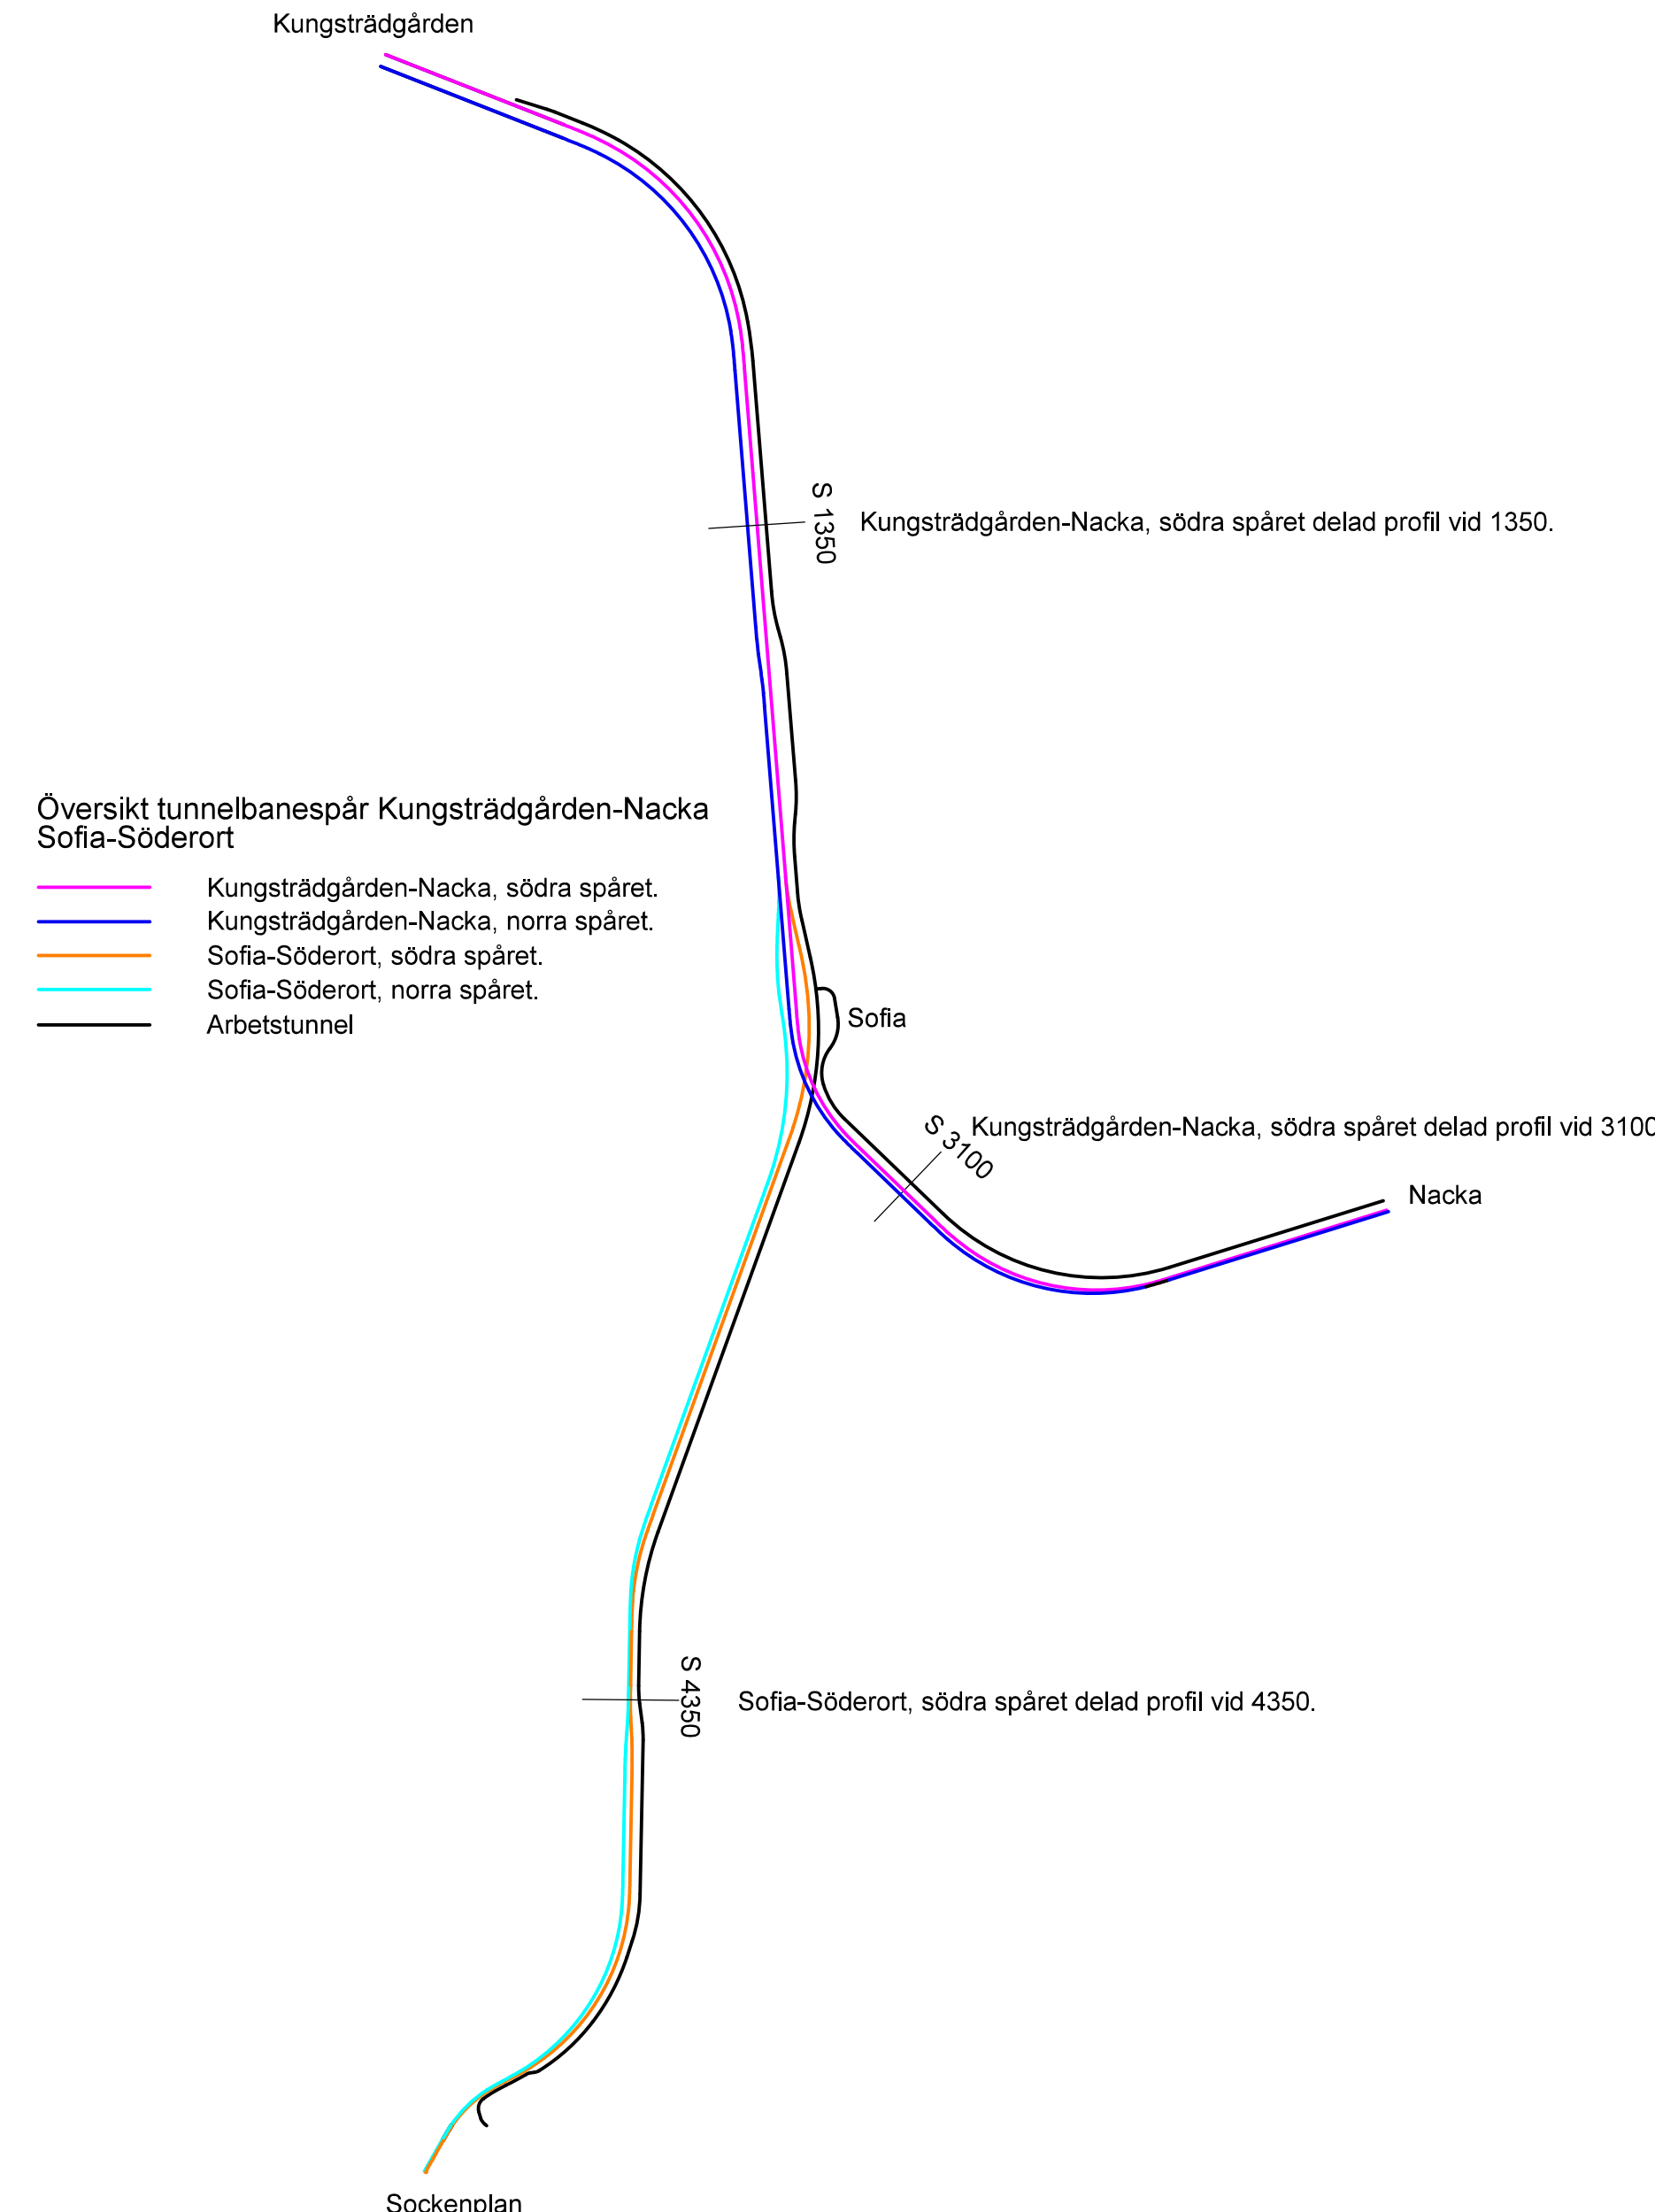 Kungsträdgården
S 1350
Kungsträdgården-Nacka, södra spåret delad profil vid 1350.
Översikt tunnelbanespår Kungsträdgården-Nacka
Sofia-Söderort
Kungsträdgården-Nacka, södra spåret.
Kungsträdgården-Nacka, norra spåret.
Sofia-Söderort, södra spåret.
Sofia-Söderort, norra spåret.
Arbetstunnel
Sofia
S 3100
Kungsträdgården-Nacka, södra spåret delad profil vid 3100
Nacka
S 4350
Sofia-Söderort, södra spåret delad profil vid 4350.
Sockenplan